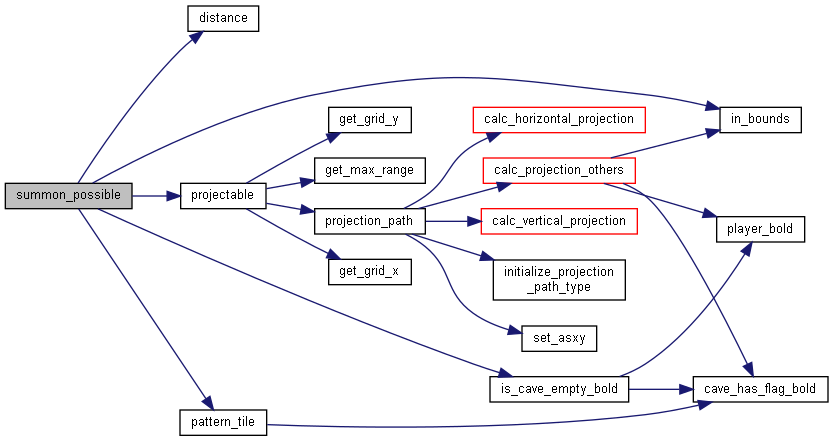 distance
get_grid_y
calc_horizontal_projection
in_bounds
get_max_range
calc_projection_others
summon_possible
projectable
projection_path
calc_vertical_projection
player_bold
get_grid_x
initialize_projection
_path_type
set_asxy
is_cave_empty_bold
cave_has_flag_bold
pattern_tile